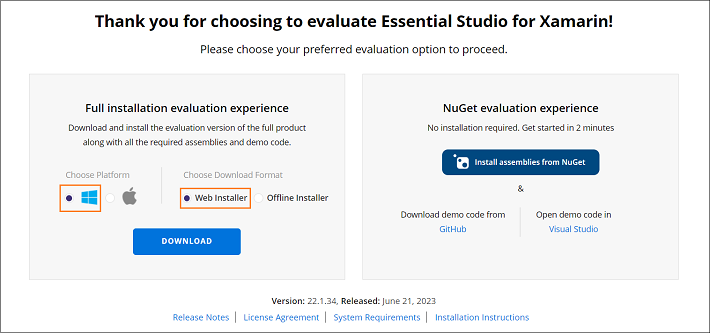 Thank you for choosing to evaluate Essential Studio for Xamarin!
Please choose your preferred evaluation option to proceed.
Full installation evaluation experience
Download and install the evaluation version of the full product
along with all the required assemblies and demo code.
Choose Platform
Choose Download Format
Web Installer
Offline Installer
DOWNLOAD
NuGet evaluation experience
No installation required. Get started in 2 minutes
Install assemblies from NuGet
&
Download demo code from
GitHub
Open demo code in
Visual Studio
Version: 22.1.34, Released: June 21, 2023
Release Notes | License Agreement | System Requirements | Installation Instructions